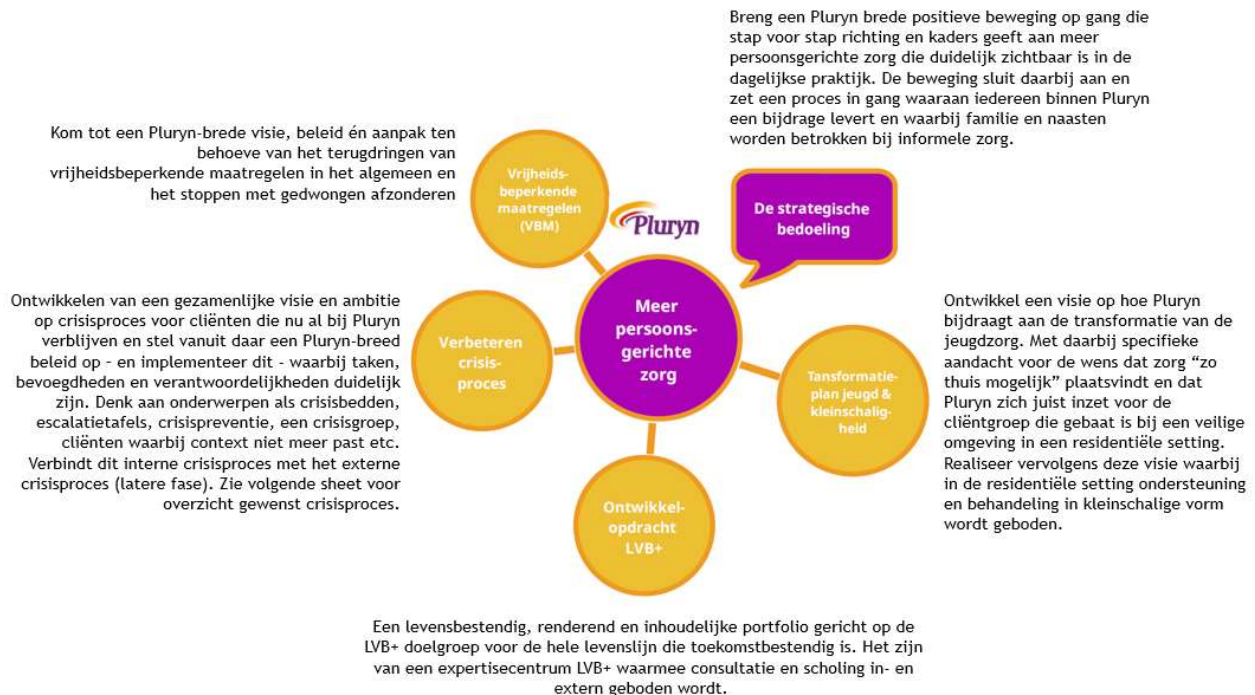 Breng een Pluryn brede positieve beweging op gang die
stap voor stap richting en kaders geeft aan meer
persoonsgerichte zorg die duidelijk zichtbaar is in de
dagelijkse praktijk. De beweging sluit daarbij aan en
zet een proces in gang waaraan iedereen binnen Pluryn
een bijdrage levert en waarbij familie en naasten
worden betrokken bij informele zorg.
Kom tot een Pluryn-brede visie, beleid én aanpak ten
behoeve van het terugdringen van
vrijheidsbeperkende maatregelen in het algemeen en
het stoppen met gedwongen afzonderen
Vrijheids-
beperkende
maatregelen
(VBM)
Pluryn
De strategische
bedoeling
Meer
persoons-
gerichte
zorg
Ontwikkelen van een gezamenlijke visie en ambitie
op crisisproces voor cliënten die nu al bij Pluryn
verblijven en stel vanuit daar een Pluryn-breed
beleid op - en implementeer dit - waarbij taken,
bevoegdheden en verantwoordelijkheden duidelijk
zijn. Denk aan onderwerpen als crisisbedden,
escalatietafels, crisispreventie, een crisisgroep,
cliënten waarbij context niet meer past etc.
Verbindt dit interne crisisproces met het externe
crisisproces (latere fase). Zie volgende sheet voor
overzicht gewenst crisisproces.
Verbeteren
crisis-
proces
Tansformatie-
plan jeugd &
kleinschalig-
heid
Ontwikkel een visie op hoe Pluryn
bijdraagt aan de transformatie van de
jeugdzorg. Met daarbij specifieke
aandacht voor de wens dat zorg “zo
thuis mogelijk” plaatsvindt en dat
Pluryn zich juist inzet voor de
cliëntgroep die gebaat is bij een veilige
omgeving in een residentiële setting.
Realiseer vervolgens deze visie waarbij
in de residentiële setting ondersteuning
en behandeling in kleinschalige vorm
wordt geboden.
Ontwikkel-
opdracht
LVB+
Een levensbestendig, renderend en inhoudelijke portfolio gericht op de
LVB+ doelgroep voor de hele levenslijn die toekomstbestendig is. Het zijn
van een expertisecentrum LVB+ waarmee consultatie en scholing in- en
extern geboden wordt.